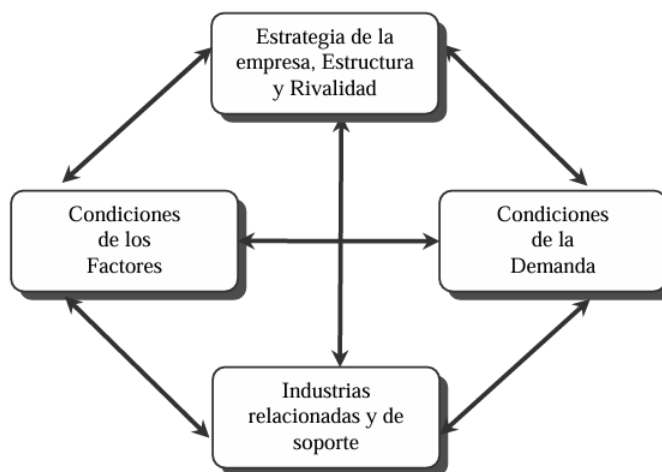 Estrategia de la
empresa, Estructura
y Rivalidad
Condiciones
de los
Factores
Condiciones
de la
Demanda
Industrias
relacionadas y de
soporte